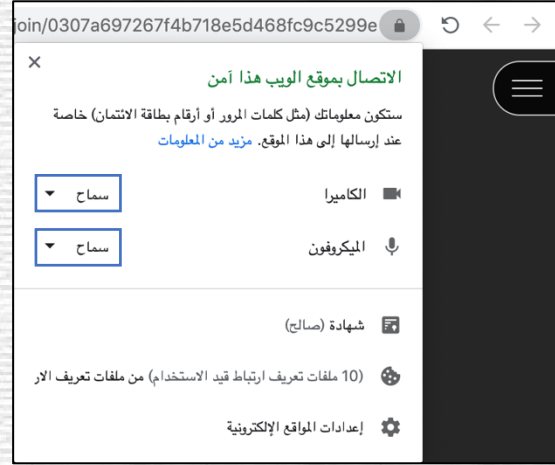 join/0307a697267f4b718e5d468fc9c5299e
الاتصال بموقع الويب هذا آمن
ستكون معلوماتك (مثل كلمات المرور أو أرقام بطاقة الائتمان) خاصة
عند إرسالها إلى هذا الموقع. مزيد من المعلومات
الكاميرا سماح
الميكروفون سماح
شهادة (صالح)
(10 ملفات تعريف ارتباط قيد الاستخدام) من ملفات تعريف الار
إعدادات المواقع الإلكترونية